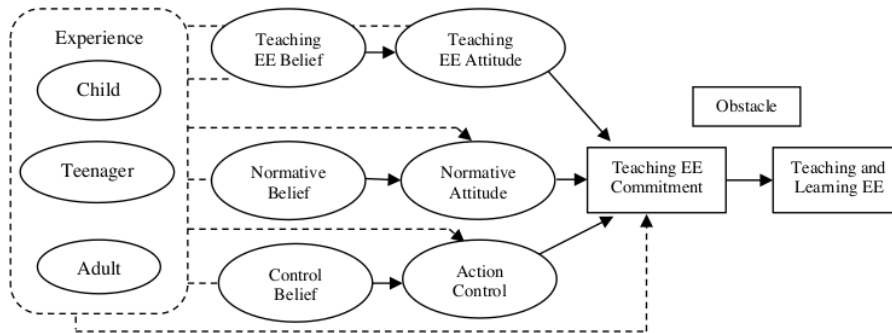 Experience
Child
Teenager
Adult
Teaching
EE Belief
Teaching
EE Attitude
Normative
Belief
Normative
Attitude
Control
Belief
Action
Control
Obstacle
Teaching EE
Commitment
Teaching and
Learning EE